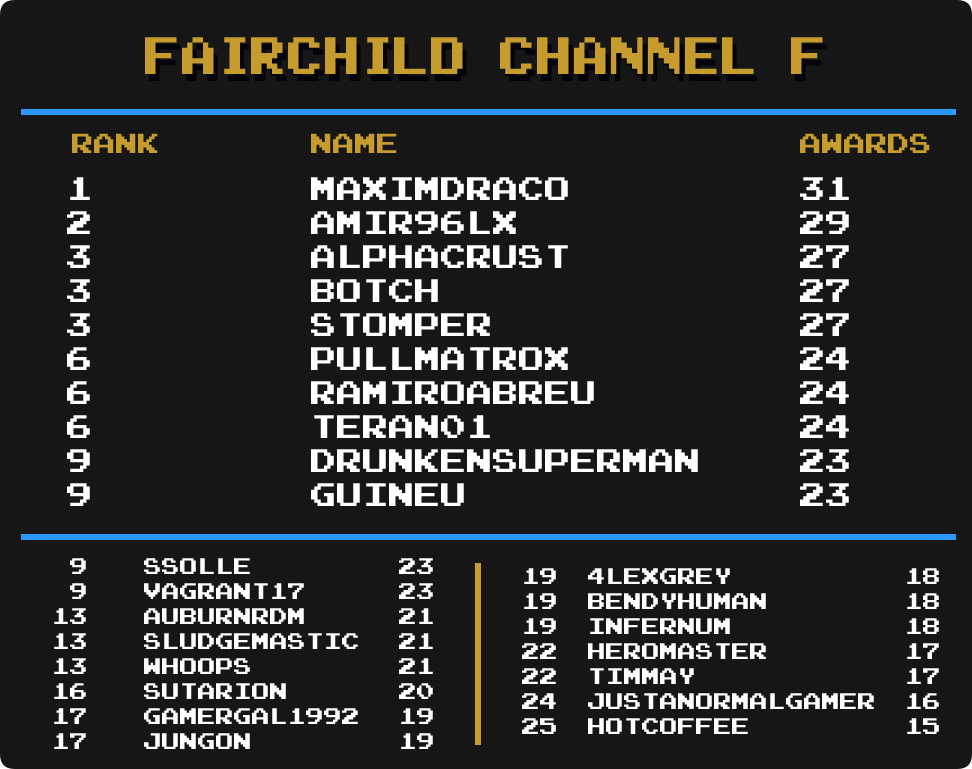 FAIRCHILD CHANNEL F
RANK NAME AWARDS
1 MAXIMDRACO 31
2 AMIR96LX 29
3 ALPHACRUST 27
3 BOTCH 27
3 STOMPER 27
6 PULLMATROX 24
6 RAMIROABREU 24
6 TERAN01 24
9 DRUNKENSUPERMAN 23
9 GUINEU 23
9 SSOLLE 23
9 VAGRANT17 23
13 AUBURNRDM 21
13 SLUDGEMASTIC 21
13 WHOOPS 21
16 SUTARION 20
17 GAMERGAL1992 19
17 JUNGON 19
19 4LEXGREY 18
19 BENDYHUMAN 18
19 INFERNUM 18
22 HEROMASTER 17
22 TIMMAY 17
24 JUSTANORMALGAMER 16
25 HOTCOFFEE 15